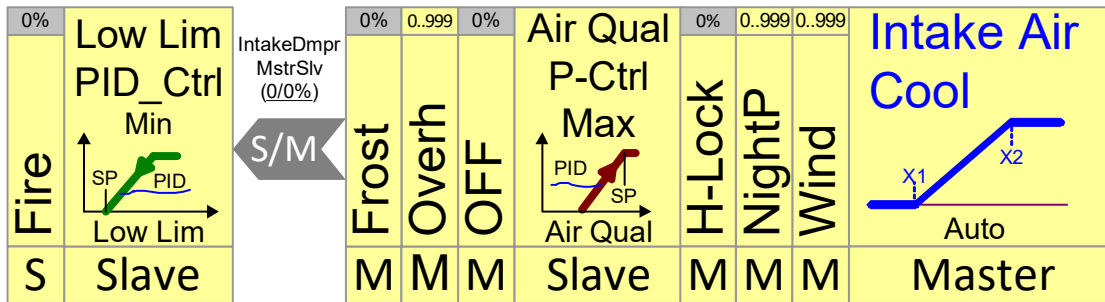 0%
Fire
S
Low Lim
PID_Ctrl
Min
SP
PID
Low Lim
Slave
IntakeDmpr
MstrSlv
(0/0%)
S/M
0%
Frost
M
0..999
Overh
M
0%
OFF
M
Air Qual
P-Ctrl
Max
PID
SP
Air Qual
Slave
0%
H-Lock
M
0..999
NightP
M
0..999
Wind
M
Intake Air
Cool
X1
X2
Auto
Master